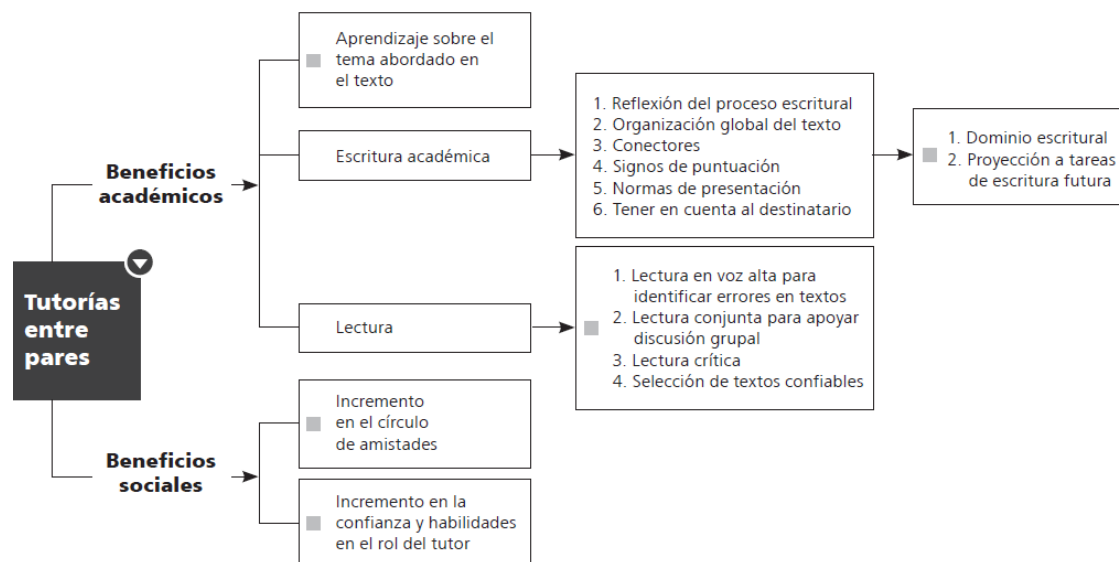 Tutorías
entre
pares
Beneficios
académicos
Aprendizaje sobre el
tema abordado en
el texto
Escritura académica
1. Reflexión del proceso escritural
2. Organización global del texto
3. Conectores
4. Signos de puntuación
5. Normas de presentación
6. Tener en cuenta al destinatario
1. Dominio escritural
2. Proyección a tareas
de escritura futura
Lectura
1. Lectura en voz alta para
identificar errores en textos
2. Lectura conjunta para apoyar
discusión grupal
3. Lectura crítica
4. Selección de textos confiables
Beneficios
sociales
Incremento
en el círculo
de amistades
Incremento en la
confianza y habilidades
en el rol del tutor